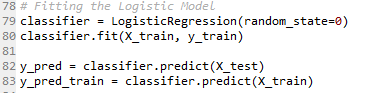 78 # Fitting the Logistic Model
79 classifier = LogisticRegression(random_state=0)
80 classifier.fit(X_train, y_train)
81
82 y_pred = classifier.predict(X_test)
83 y_pred_train = classifier.predict(X_train)